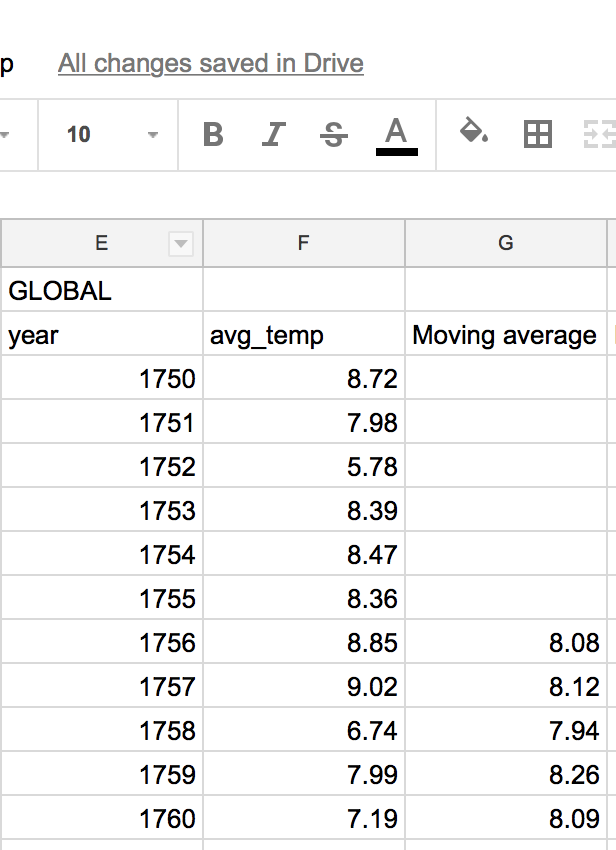 p All changes saved in Drive
10 B I S A
E F G
GLOBAL
year avg_temp Moving average
1750 8.72
1751 7.98
1752 5.78
1753 8.39
1754 8.47
1755 8.36
1756 8.85 8.08
1757 9.02 8.12
1758 6.74 7.94
1759 7.99 8.26
1760 7.19 8.09